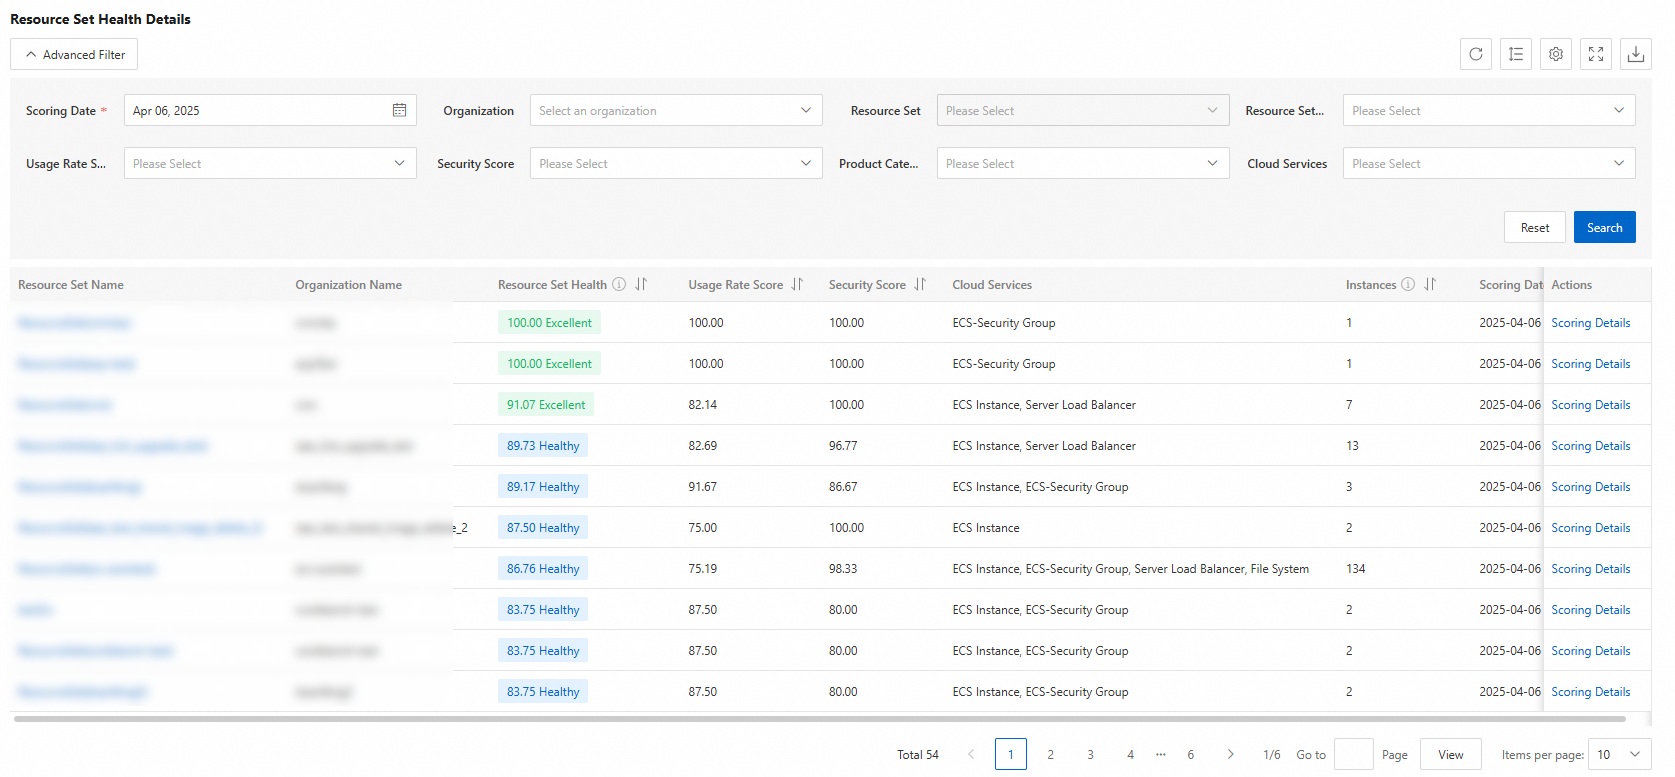 Resource Set Health Details
Advanced Filter
Scoring Date * Apr 06, 2025 Organization Select an organization Resource Set Please Select Resource Set... Please Select
Usage Rate S... Please Select Security Score Please Select Product Cate... Please Select Cloud Services Please Select
Reset Search
Resource Set Name Organization Name Resource Set Health Usage Rate Score Security Score Cloud Services Instances Scoring Dat Actions
100.00 Excellent 100.00 100.00 ECS-Security Group 1 2025-04-06 Scoring Details
100.00 Excellent 100.00 100.00 ECS-Security Group 1 2025-04-06 Scoring Details
91.07 Excellent 82.14 100.00 ECS Instance, Server Load Balancer 7 2025-04-06 Scoring Details
89.73 Healthy 82.69 96.77 ECS Instance, Server Load Balancer 13 2025-04-06 Scoring Details
89.17 Healthy 91.67 86.67 ECS Instance, ECS-Security Group 3 2025-04-06 Scoring Details
_2 87.50 Healthy 75.00 100.00 ECS Instance 2 2025-04-06 Scoring Details
86.76 Healthy 75.19 98.33 ECS Instance, ECS-Security Group, Server Load Balancer, File System 134 2025-04-06 Scoring Details
83.75 Healthy 87.50 80.00 ECS Instance, ECS-Security Group 2 2025-04-06 Scoring Details
83.75 Healthy 87.50 80.00 ECS Instance, ECS-Security Group 2 2025-04-06 Scoring Details
83.75 Healthy 87.50 80.00 ECS Instance, ECS-Security Group 2 2025-04-06 Scoring Details
Total 54 1 2 3 4 ··· 6 1/6 Go to Page View Items per page: 10